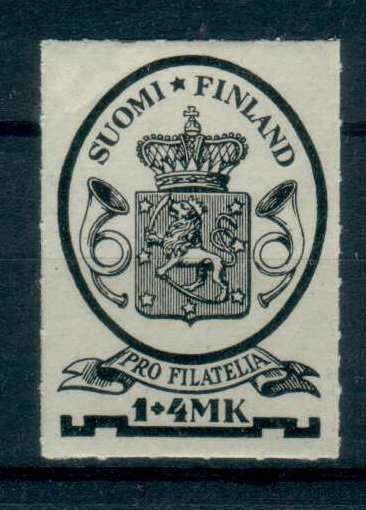 SUOMI ★ FINLAND
PRO FILATELIA
1+4MK